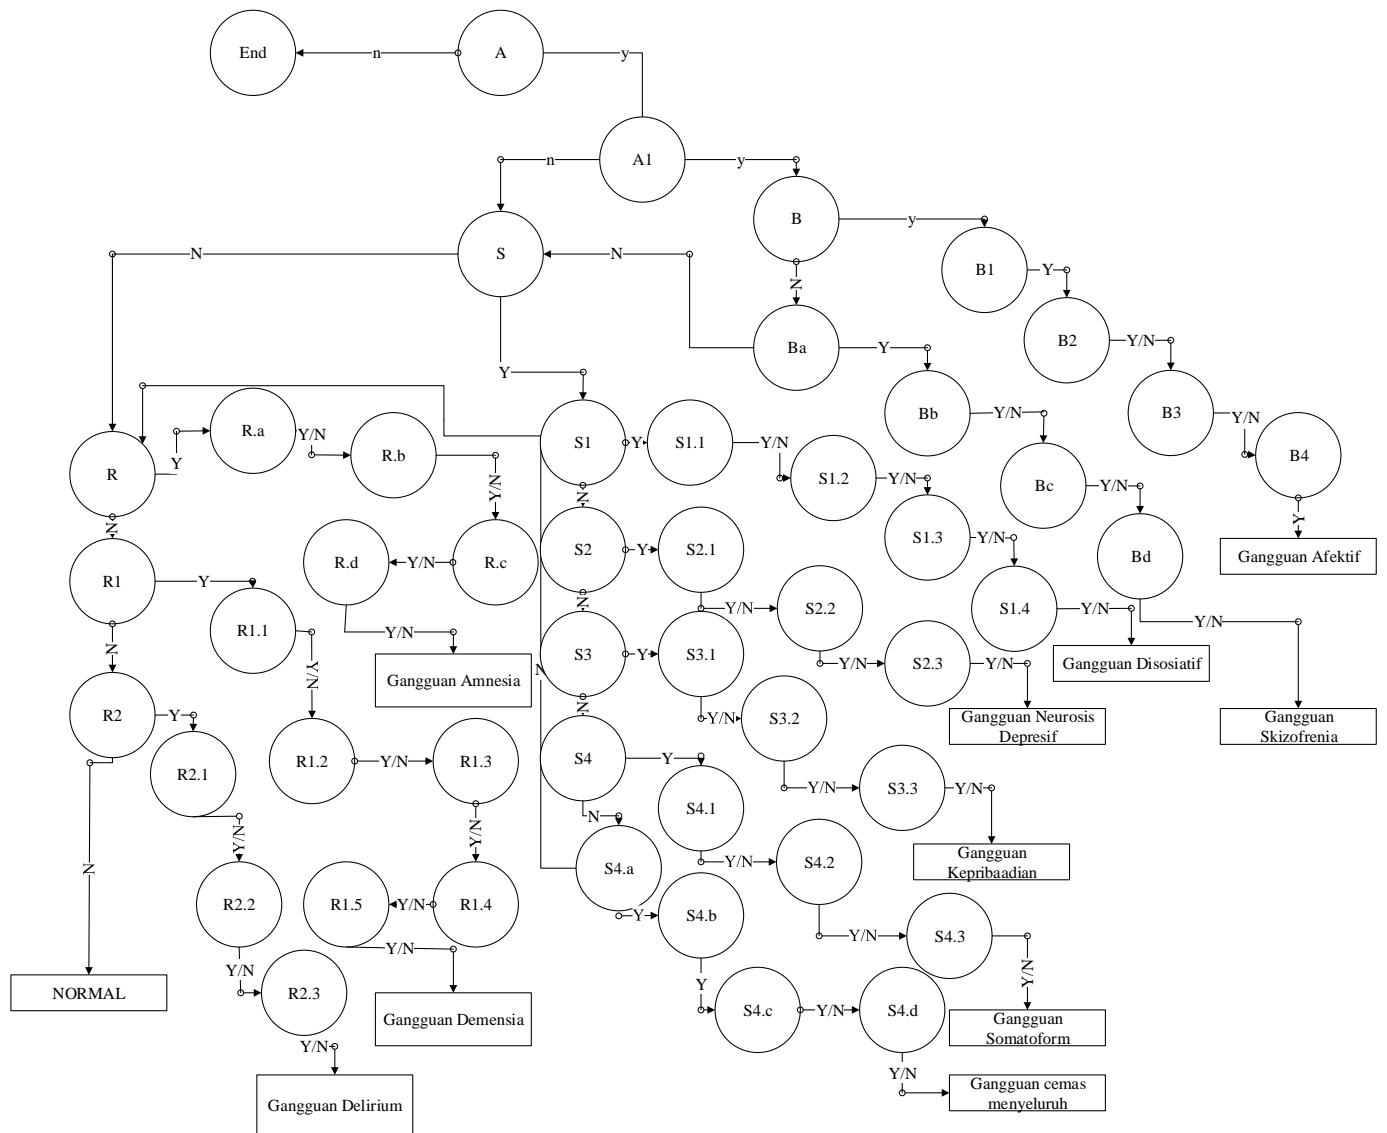 End
n
A
y
n
A1
y
B
y
N
S
N
B1
Y
N
Ba
Y
B2
Y/N
Y
R.a
Y/N
R.b
S1
Y
S1.1
Y/N
Bb
Y/N
B3
Y/N
B4
R
Y
Y/N
S1.2
Y/N
Bc
Y/N
Y
N
N
R.d
Y/N
R.c
S2
Y
S2.1
S1.3
Y/N
Bd
Gangguan Afektif
R1
Y
R1.1
Y/N
N
Y/N
S2.2
S1.4
Y/N
Y/N
Y/N
N
S3
Y
S3.1
Y/N
S2.3
Y/N
Gangguan Disosiatif
Gangguan Amnesia
N
R2
Y
N
Y/N
S3.2
Gangguan Neurosis
Depresif
Gangguan
Skizofrenia
R2.1
R1.2
Y/N
R1.3
S4
Y
Y/N
S3.3
Y/N
S4.1
N
Y/N
Y/N
N
Y/N
S4.2
Gangguan
Kepribaadian
S4.a
R2.2
R1.5
Y/N
R1.4
Y
S4.b
Y/N
S4.3
Y/N
Y/N
Y
Y/N
NORMAL
R2.3
Gangguan Demensia
S4.c
Y/N
S4.d
Gangguan
Somatoform
Y/N
Y/N
Gangguan Delirium
Gangguan cemas
menyeluruh